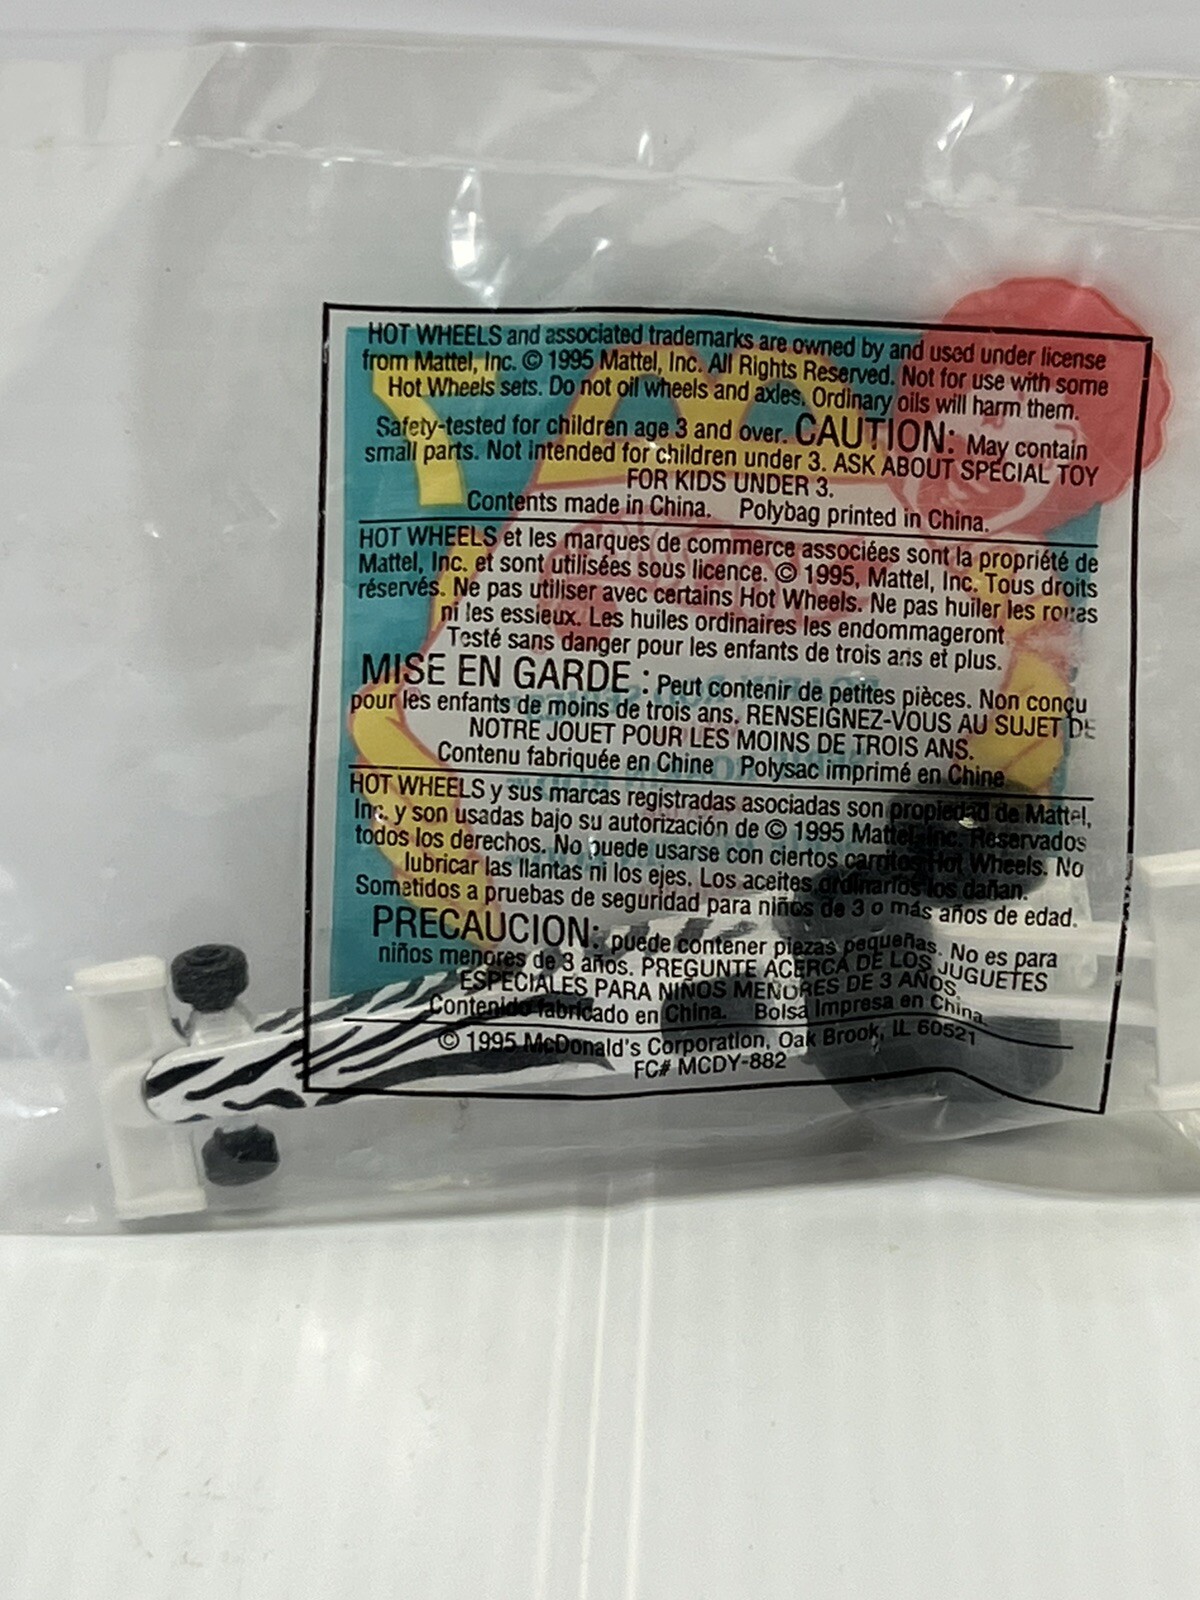 HOT WHEELS and associated trademarks are owned by and used under license
from Mattel, Inc. © 1995 Mattel, Inc. All Rights Reserved. Not for use with some
Hot Wheels sets. Do not oil wheels and axles. Ordinary oils will harm them.
Safety-tested for children age 3 and over. CAUTION: May contain
small parts. Not intended for children under 3. ASK ABOUT SPECIAL TOY
FOR KIDS UNDER 3.
Contents made in China. Polybag printed in China.
HOT WHEELS et les marques de commerce associées sont la propriété de
Mattel, Inc. et sont utilisées sous licence. © 1995, Mattel, Inc. Tous droits
réservés. Ne pas utiliser avec certains Hot Wheels. Ne pas huiler les roues
ni les essieux. Les huiles ordinaires les endommageront.
Testé sans danger pour les enfants de trois ans et plus.
MISE EN GARDE : Peut contenir de petites pièces. Non conçu
pour les enfants de moins de trois ans. RENSEIGNEZ-VOUS AU SUJET DE
NOTRE JOUET POUR LES MOINS DE TROIS ANS.
Contenu fabriquée en Chine Polysac imprimé en Chine
HOT WHEELS y sus marcas registradas asociadas son propiedad de Mattel,
Inc. y son usadas bajo su autorización de © 1995 Mattel, Inc. Reservados
todos los derechos. No puede usarse con ciertos carritos Hot Wheels. No
lubricar las llantas ni los ejes. Los aceites ordinarios los dañan.
Sometidos a pruebas de seguridad para niños de 3 o más años de edad.
PRECAUCION: puede contener piezas pequeñas. No es para
niños menores de 3 años. PREGUNTE ACERCA DE LOS JUGUETES
ESPECIALES PARA NIÑOS MENORES DE 3 AÑOS.
Contenido fabricado en China. Bolsa Impresa en China
© 1995 McDonald's Corporation, Oak Brook, IL 60521
FC# MCDY-882